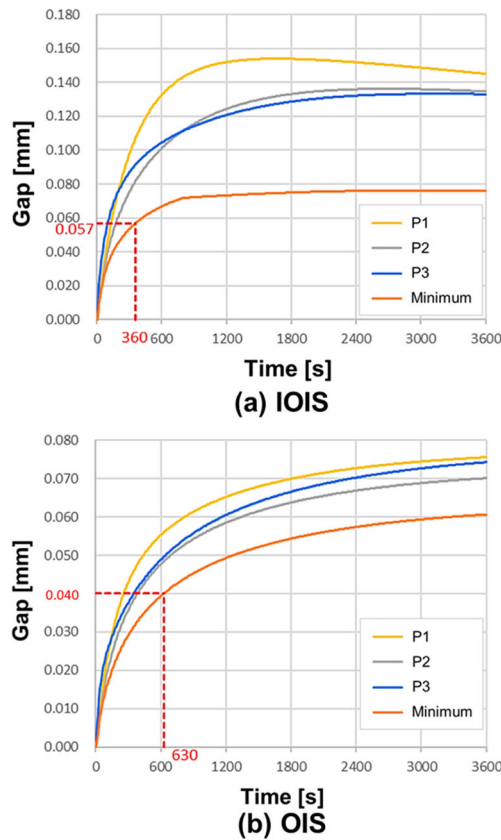 0.180
0.160
0.140
0.120
0.100
0.080
0.060
0.057
0.040
0.020
0.000
Gap [mm]
P1
P2
P3
Minimum
0
360
600
1200
1800
2400
3000
3600
Time [s]
(a) IOIS
0.080
0.070
0.060
0.050
0.040
0.030
0.020
0.010
0.000
Gap [mm]
P1
P2
P3
Minimum
0
600
630
1200
1800
2400
3000
3600
Time [s]
(b) OIS